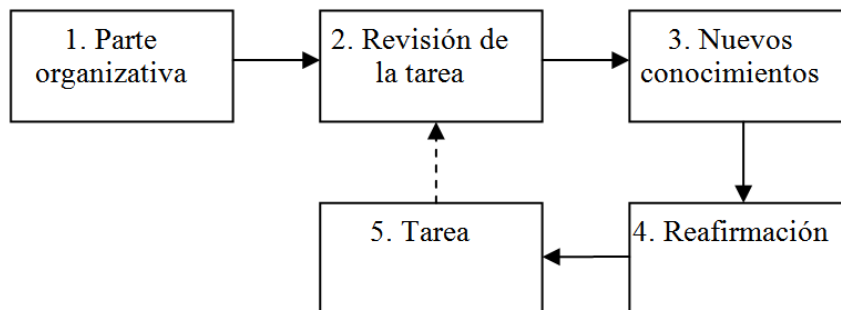 1. Parte
organizativa
2. Revisión de
la tarea
3. Nuevos
conocimientos
5. Tarea
4. Reafirmación